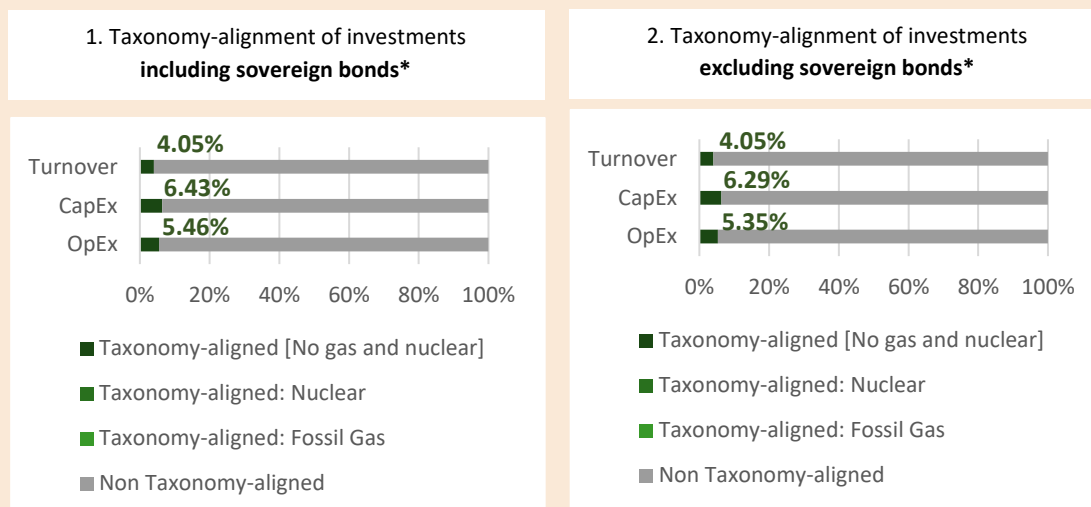 1. Taxonomy-alignment of investments
including sovereign bonds*
Turnover
4.05%
CapEx
6.43%
OpEx
5.46%
0% 20% 40% 60% 80% 100%
Taxonomy-aligned [No gas and nuclear]
Taxonomy-aligned: Nuclear
Taxonomy-aligned: Fossil Gas
Non Taxonomy-aligned
2. Taxonomy-alignment of investments
excluding sovereign bonds*
Turnover
4.05%
CapEx
6.29%
OpEx
5.35%
0% 20% 40% 60% 80% 100%
Taxonomy-aligned [No gas and nuclear]
Taxonomy-aligned: Nuclear
Taxonomy-aligned: Fossil Gas
Non Taxonomy-aligned